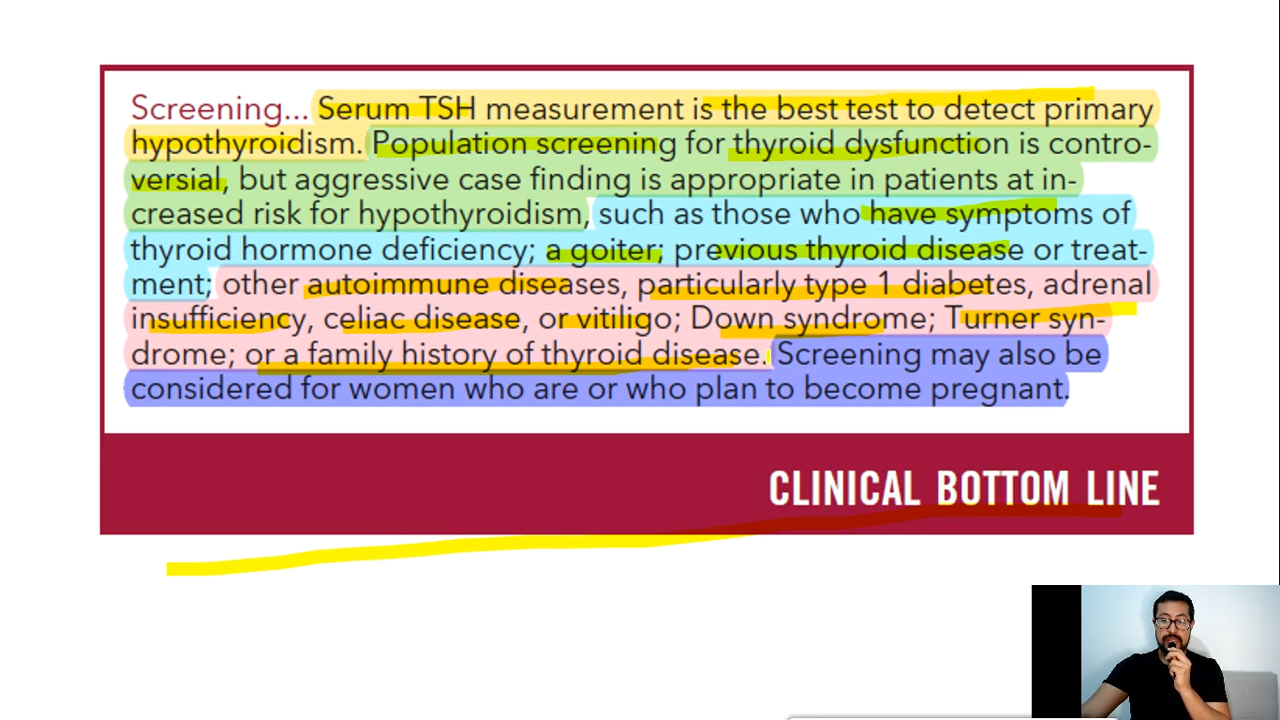 Screening... Serum TSH measurement is the best test to detect primary
hypothyroidism. Population screening for thyroid dysfunction is contro-
versial, but aggressive case finding is appropriate in patients at in-
creased risk for hypothyroidism, such as those who have symptoms of
thyroid hormone deficiency; a goiter; previous thyroid disease or treat-
ment; other autoimmune diseases, particularly type 1 diabetes, adrenal
insufficiency, celiac disease, or vitiligo; Down syndrome; Turner syn-
drome; or a family history of thyroid disease. Screening may also be
considered for women who are or who plan to become pregnant.
CLINICAL BOTTOM LINE